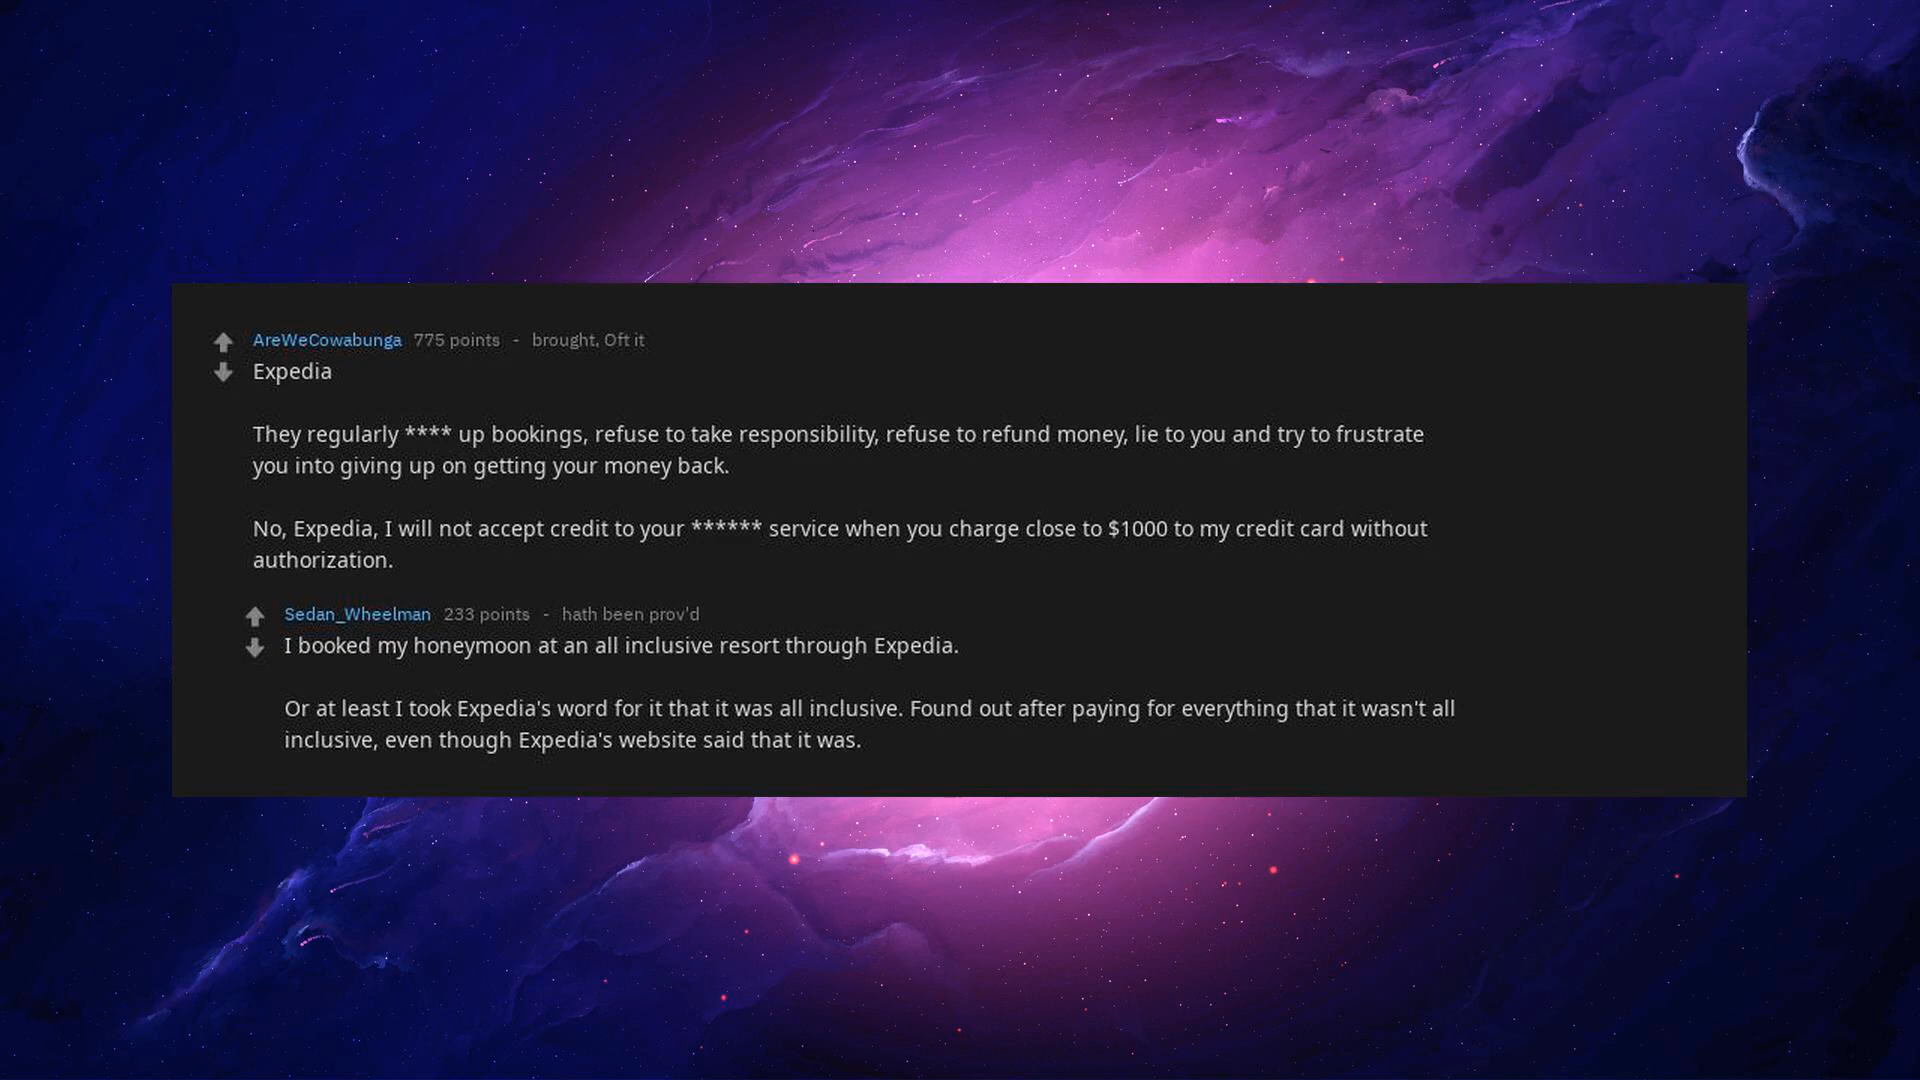 AreWeCowabunga 775 points - brought, Oft it
Expedia
They regularly **** up bookings, refuse to take responsibility, refuse to refund money, lie to you and try to frustrate
you into giving up on getting your money back.
No, Expedia, I will not accept credit to your ****** service when you charge close to $1000 to my credit card without
authorization.
Sedan_Wheelman 233 points - hath been prov'd
I booked my honeymoon at an all inclusive resort through Expedia.
Or at least I took Expedia's word for it that it was all inclusive. Found out after paying for everything that it wasn't all
inclusive, even though Expedia's website said that it was.